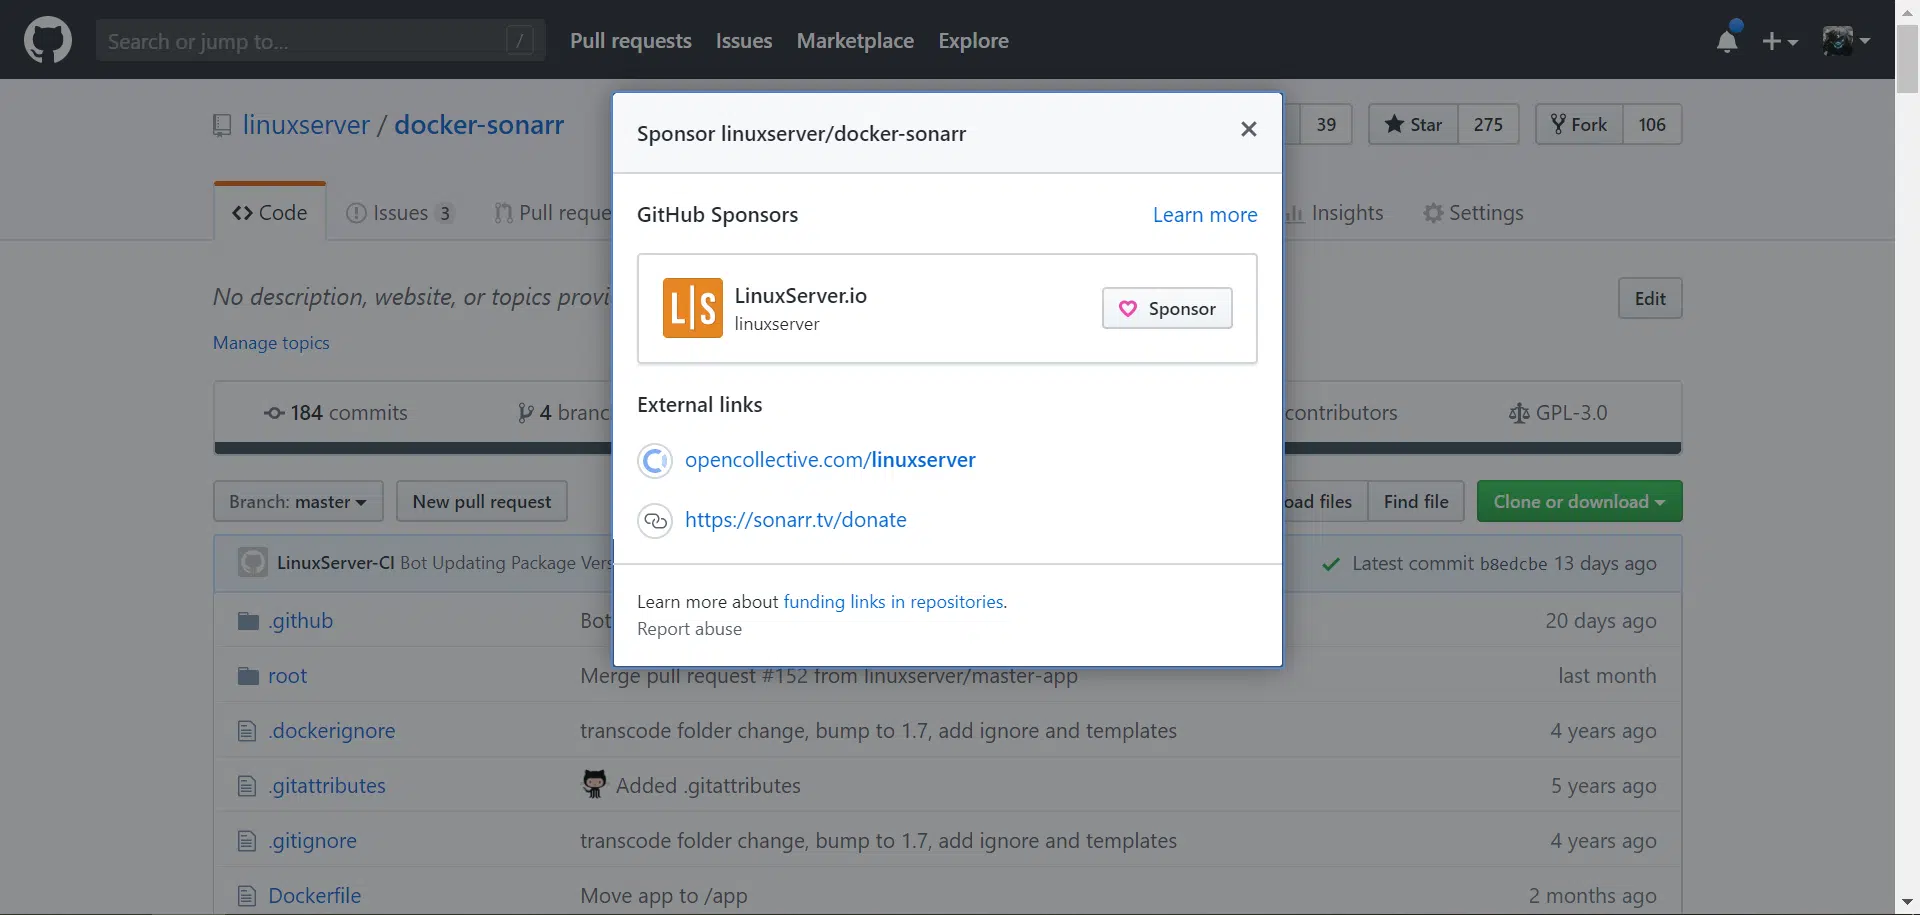 Search or jump to... /
Pull requests Issues Marketplace Explore
linuxserver / docker-sonarr
39
Star 275
Fork 106
Code
Issues 3
Pull reque
Insights
Settings
Sponsor linuxserver/docker-sonarr
GitHub Sponsors Learn more
L|S
LinuxServer.io
linuxserver
Sponsor
External links
opencollective.com/linuxserver
https://sonarr.tv/donate
Learn more about funding links in repositories.
Report abuse
No description, website, or topics provi
Edit
Manage topics
184 commits
4 branc
contributors
GPL-3.0
Branch: master
New pull request
oad files
Find file
Clone or download
LinuxServer-CI Bot Updating Package Vers
Latest commit b8edcbe 13 days ago
.github Bot 20 days ago
root Merge pull request #152 from linuxserver/master-app last month
.dockerignore transcode folder change, bump to 1.7, add ignore and templates 4 years ago
.gitattributes Added .gitattributes 5 years ago
.gitignore transcode folder change, bump to 1.7, add ignore and templates 4 years ago
Dockerfile Move app to /app 2 months ago